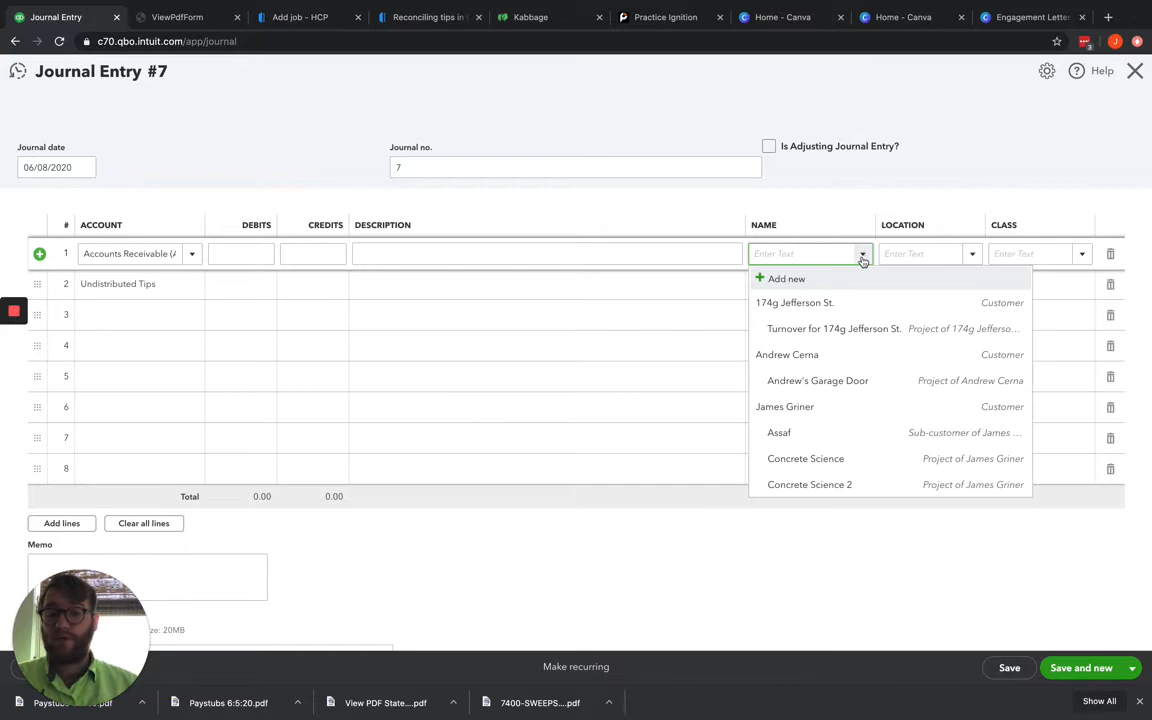 Journal Entry
ViewPdfForm
Add job - HCP
Reconciling tips in
Kabbage
Practice Ignition
Home - Canva
Home - Canva
Engagement Letter
c70.qbo.intuit.com/app/journal
3
J
Journal Entry #7
Help
Journal date
Journal no.
Is Adjusting Journal Entry?
06/08/2020
7
# ACCOUNT DEBITS CREDITS DESCRIPTION NAME LOCATION CLASS
1 Accounts Receivable (A Enter Text Enter Text Enter Text
Add new
2 Undistributed Tips
174g Jefferson St. Customer
3
Turnover for 174g Jefferson St. Project of 174g Jefferso...
4
Andrew Cerna Customer
5
Andrew's Garage Door Project of Andrew Cerna
6
James Griner Customer
7
Assaf Sub-customer of James ...
Concrete Science Project of James Griner
8
Concrete Science 2 Project of James Griner
Total 0.00 0.00
Add lines
Clear all lines
Memo
ze: 20MB
Make recurring
Save
Save and new
Paystubs
.pdf
Paystubs 6:5:20.pdf
View PDF State....pdf
7400-SWEEPS...pdf
Show All